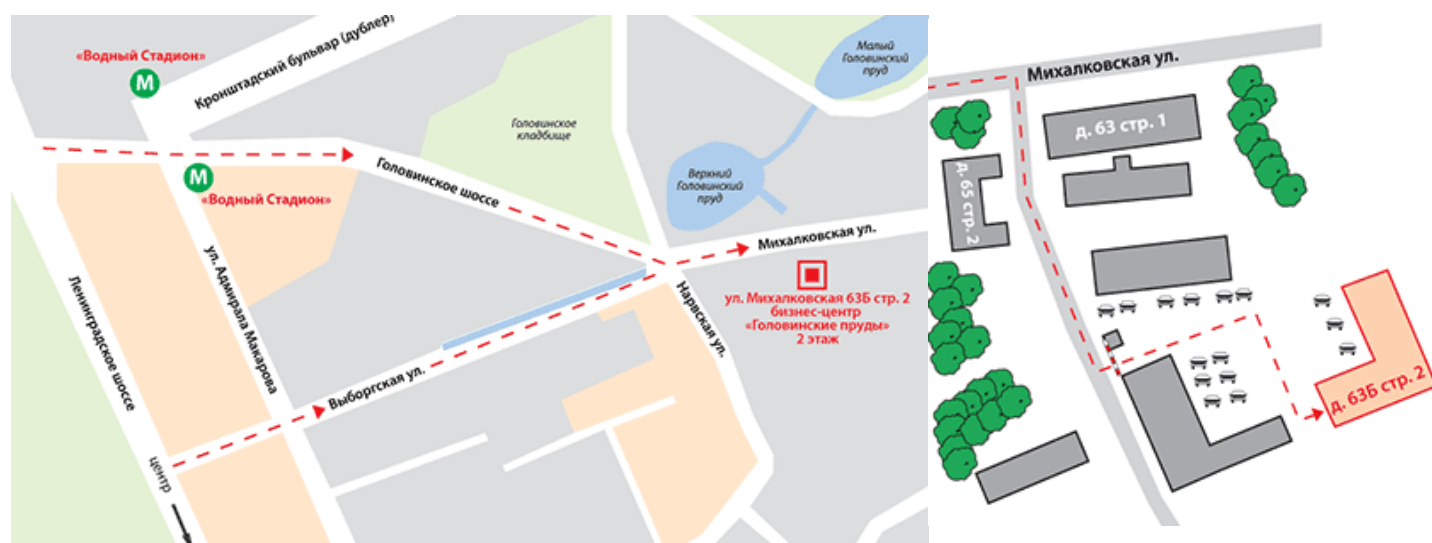 «Водный Стадион»
М
Кронштадский бульвар (дублер)
Малый
Головинский
пруд
Головинское
кладбище
Головинское шоссе
М
«Водный Стадион»
Верхний
Головинский
пруд
Михалковская ул.
ул. Михалковская 63Б стр. 2
бизнес-центр
«Головинские пруды»
2 этаж
Ленинградское шоссе
ул. Адмирала Макарова
Нарвская ул.
Выборгская ул.
центр
Михалковская ул.
д. 63 стр. 1
д. 65 стр. 2
д. 63Б стр. 2